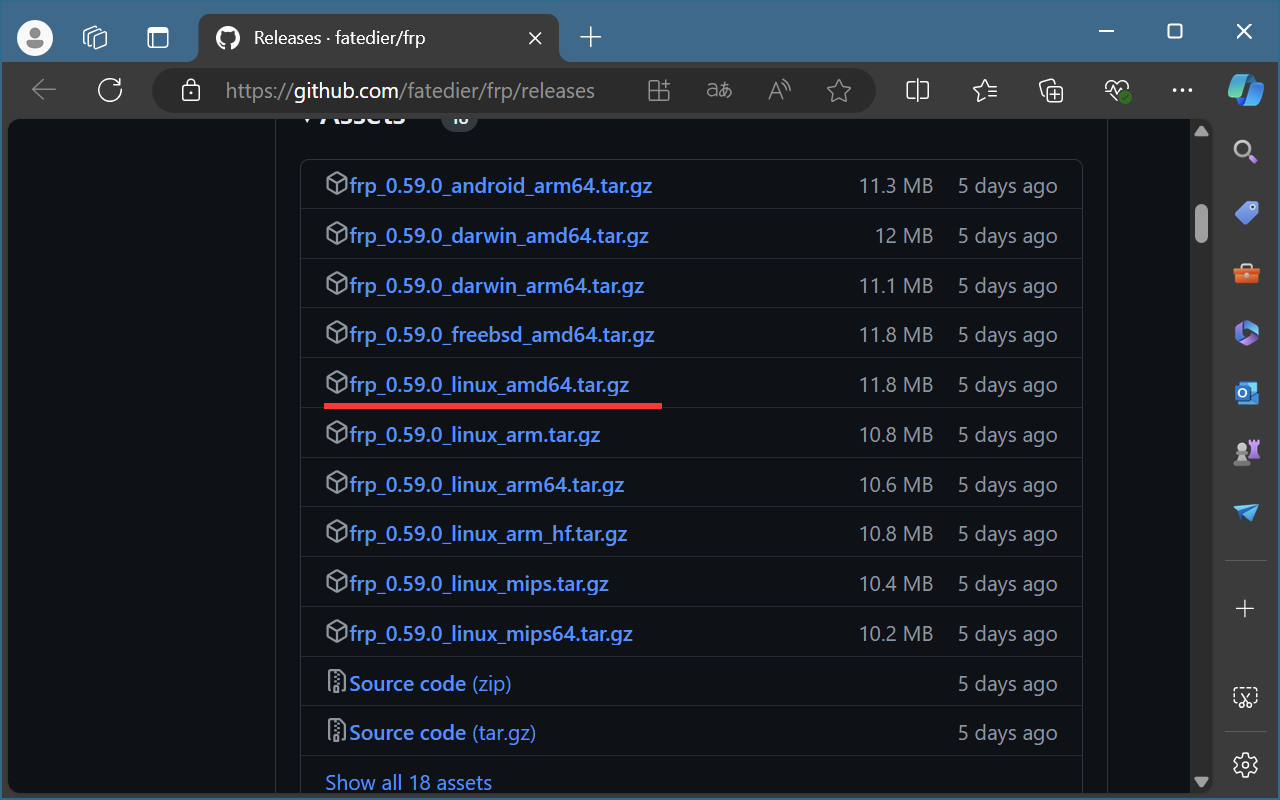 Releases · fatedier/frp
https://github.com/fatedier/frp/releases
Assets 18
frp_0.59.0_android_arm64.tar.gz 11.3 MB 5 days ago
frp_0.59.0_darwin_amd64.tar.gz 12 MB 5 days ago
frp_0.59.0_darwin_arm64.tar.gz 11.1 MB 5 days ago
frp_0.59.0_freebsd_amd64.tar.gz 11.8 MB 5 days ago
frp_0.59.0_linux_amd64.tar.gz 11.8 MB 5 days ago
frp_0.59.0_linux_arm.tar.gz 10.8 MB 5 days ago
frp_0.59.0_linux_arm64.tar.gz 10.6 MB 5 days ago
frp_0.59.0_linux_arm_hf.tar.gz 10.8 MB 5 days ago
frp_0.59.0_linux_mips.tar.gz 10.4 MB 5 days ago
frp_0.59.0_linux_mips64.tar.gz 10.2 MB 5 days ago
Source code (zip) 5 days ago
Source code (tar.gz) 5 days ago
Show all 18 assets